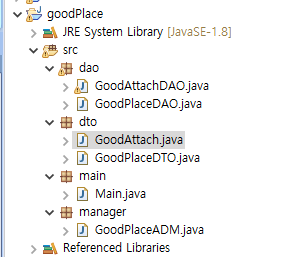 goodPlace
JRE System Library [JavaSE-1.8]
src
dao
GoodAttachDAO.java
GoodPlaceDAO.java
dto
GoodAttach.java
GoodPlaceDTO.java
main
Main.java
manager
GoodPlaceADM.java
Referenced Libraries